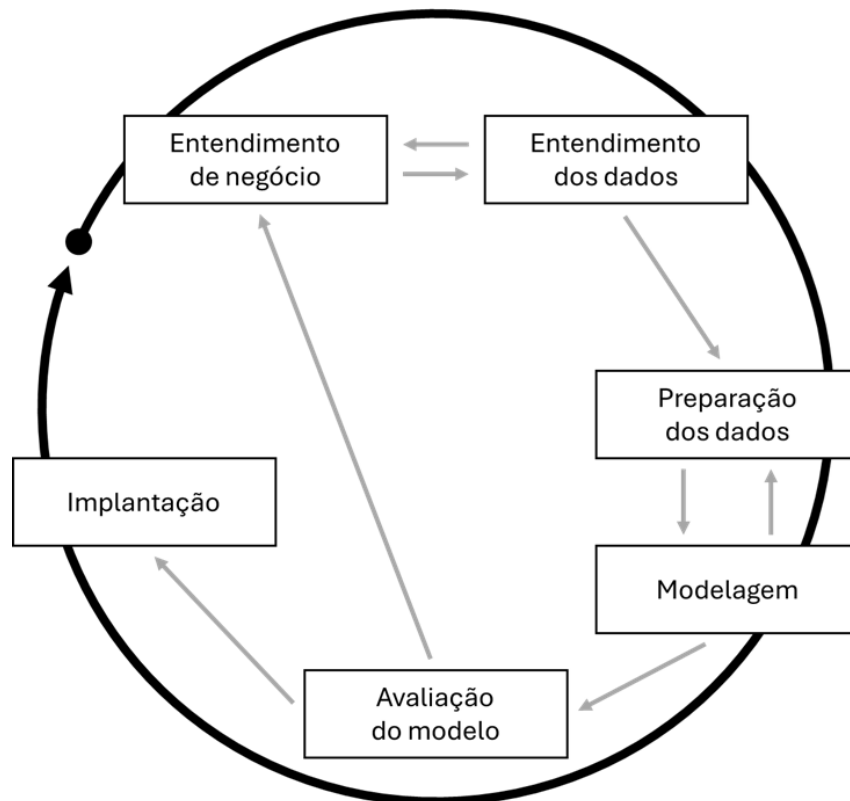 Entendimento
de negócio
Entendimento
dos dados
Preparação
dos dados
Modelagem
Avaliação
do modelo
Implantação